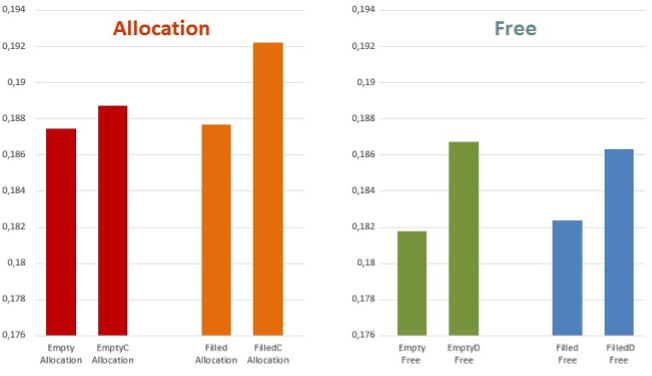 Allocation
0,194
0,192
0,19
0,188
0,186
0,184
0,182
0,18
0,178
0,176
Empty Allocation
EmptyC Allocation
Filled Allocation
FilledC Allocation
Free
0,194
0,192
0,19
0,188
0,186
0,184
0,182
0,18
0,178
0,176
Empty Free
EmptyD Free
Filled Free
FilledD Free